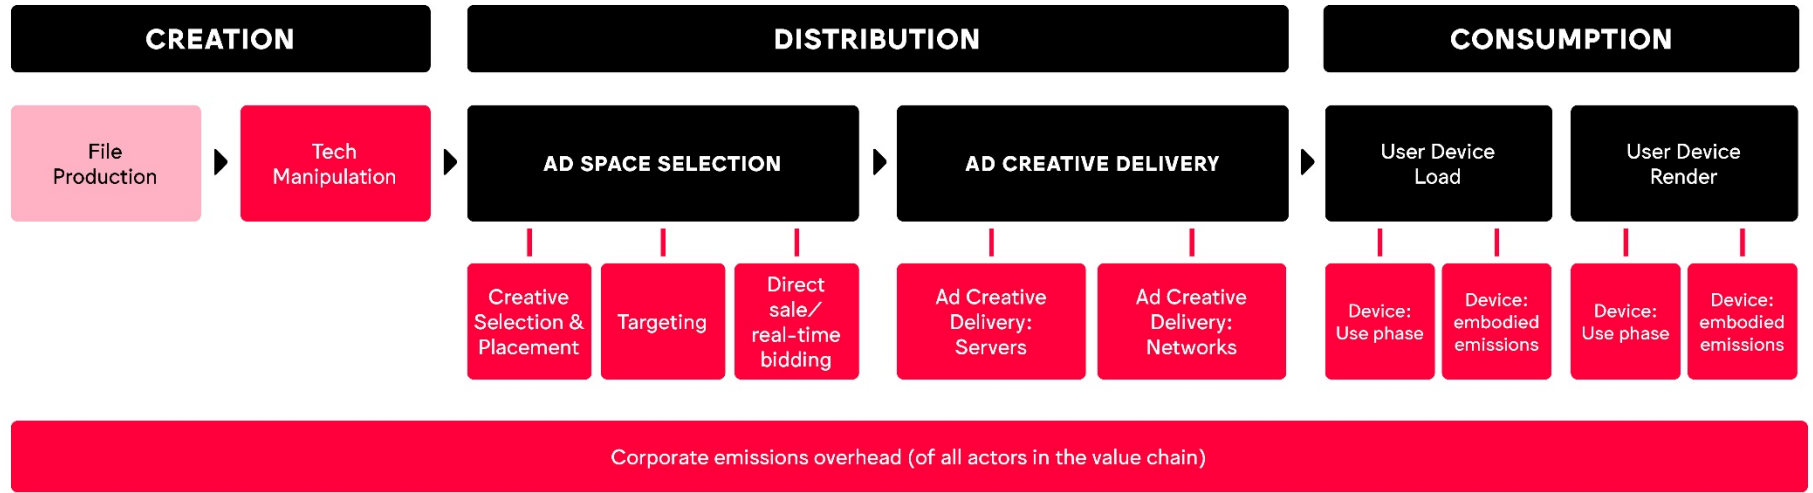 CREATION
DISTRIBUTION
CONSUMPTION
File
Production
Tech
Manipulation
AD SPACE SELECTION
AD CREATIVE DELIVERY
User Device
Load
User Device
Render
Creative
Selection &
Placement
Targeting
Direct
sale/
real-time
bidding
Ad Creative
Delivery:
Servers
Ad Creative
Delivery:
Networks
Device:
Use phase
Device:
embodied
emissions
Device:
Use phase
Device:
embodied
emissions
Corporate emissions overhead (of all actors in the value chain)